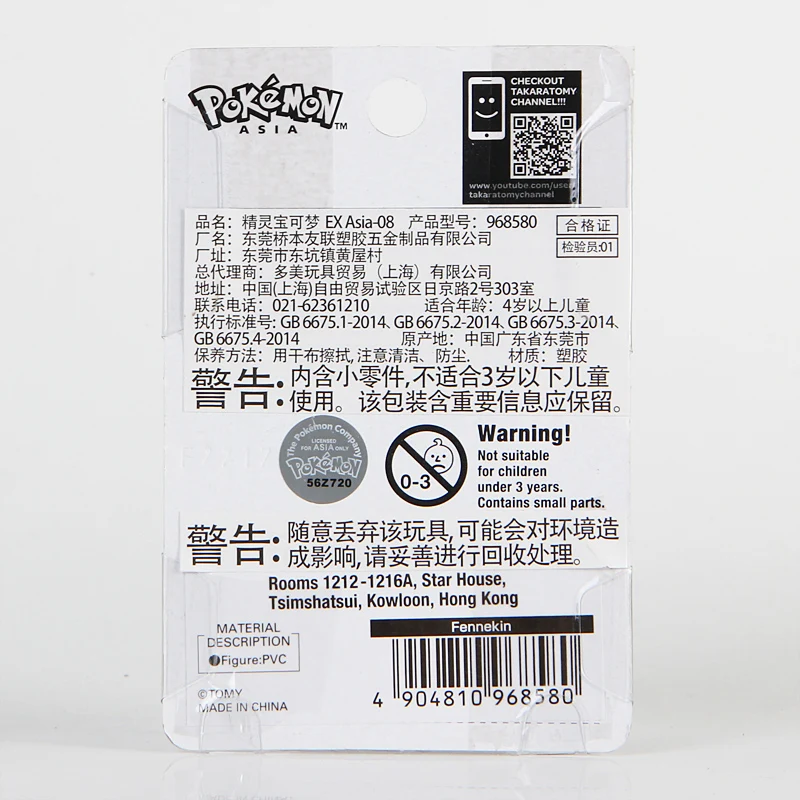 POKéMON
ASIA
TM
CHECKOUT
TAKARATOMY
CHANNEL!!!
www.youtube.com/user/
takaratomychannel
品名：精灵宝可梦 EX Asia-08 产品型号：968580
合格证
厂名：东莞桥本友联塑胶五金制品有限公司
检验员:01
厂址：东莞市东坑镇黄屋村
总代理商：多美玩具贸易（上海）有限公司
地址：中国(上海)自由贸易试验区日京路2号303室
联系电话：021-62361210 适合年龄：4岁以上儿童
执行标准号: GB 6675.1-2014、GB 6675.2-2014、GB 6675.3-2014、
GB 6675.4-2014 原产地：中国广东省东莞市
保养方法：用干布擦拭, 注意清洁、防尘. 材质：塑胶
警告: 内含小零件,不适合3岁以下儿童
使用。该包装含重要信息应保留。
The Pokémon Company
LICENSED
FOR ASIA ONLY
POKéMON
56Z720
0-3
Warning!
Not suitable
for children
under 3 years.
Contains small parts.
警告: 随意丢弃该玩具,可能会对环境造
成影响,请妥善进行回收处理。
Rooms 1212-1216A, Star House,
Tsimshatsui, Kowloon, Hong Kong
MATERIAL
DESCRIPTION
Figure:PVC
©TOMY
MADE IN CHINA
Fennekin
4 904810 968580